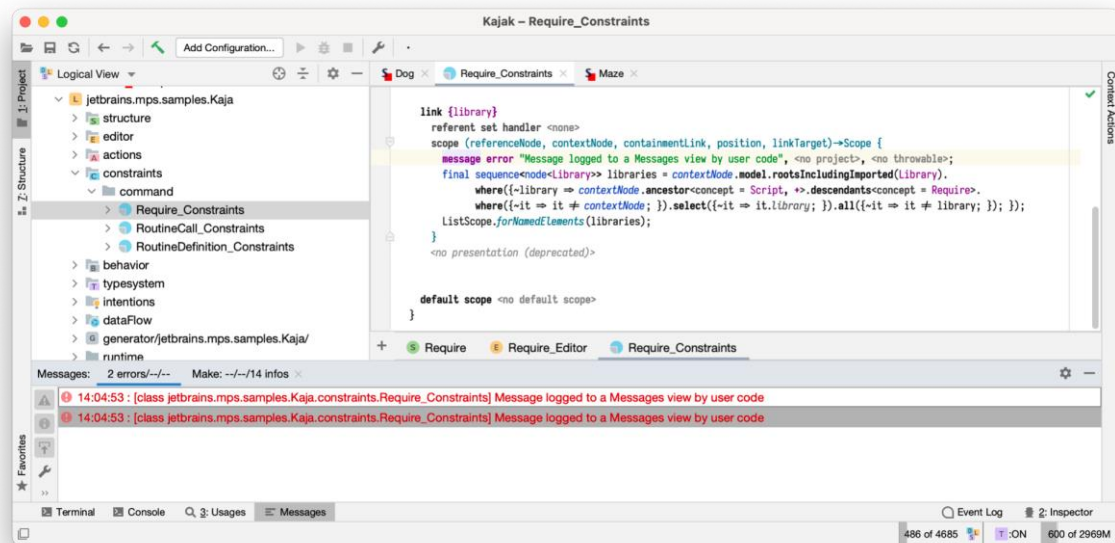 Kajak – Require_Constraints
Add Configuration...
1: Project
Z: Structure
Favorites
Logical View
jetbrains.mps.samples.Kaja
structure
editor
actions
constraints
command
Require_Constraints
RoutineCall_Constraints
RoutineDefinition_Constraints
behavior
typesystem
intentions
dataFlow
generator/jetbrains.mps.samples.Kaja/
runtime
Dog
Require_Constraints
Maze
Context Actions
link {library}
referent set handler <none>
scope (referenceNode, contextNode, containmentLink, position, linkTarget)->Scope {
message error "Message logged to a Messages view by user code", <no project>, <no throwable>;
final sequence<node<Library>> libraries = contextNode.model.rootsIncludingImported(Library).
where({~library => contextNode.ancestor<concept = Script, +>.descendants<concept = Require>.
where({~it => it ≠ contextNode; }).select({~it => it.library; }).all({~it => it ≠ library; }); });
ListScope.forNamedElements(libraries);
}
<no presentation (deprecated)>
default scope <no default scope>
}
+ Require Require_Editor Require_Constraints
Messages: 2 errors/--/-- Make: --/--/14 infos
14:04:53 : [class jetbrains.mps.samples.Kaja.constraints.Require_Constraints] Message logged to a Messages view by user code
14:04:53 : [class jetbrains.mps.samples.Kaja.constraints.Require_Constraints] Message logged to a Messages view by user code
Terminal Console 3: Usages Messages Event Log 2: Inspector
486 of 4685 T :ON 600 of 2969M